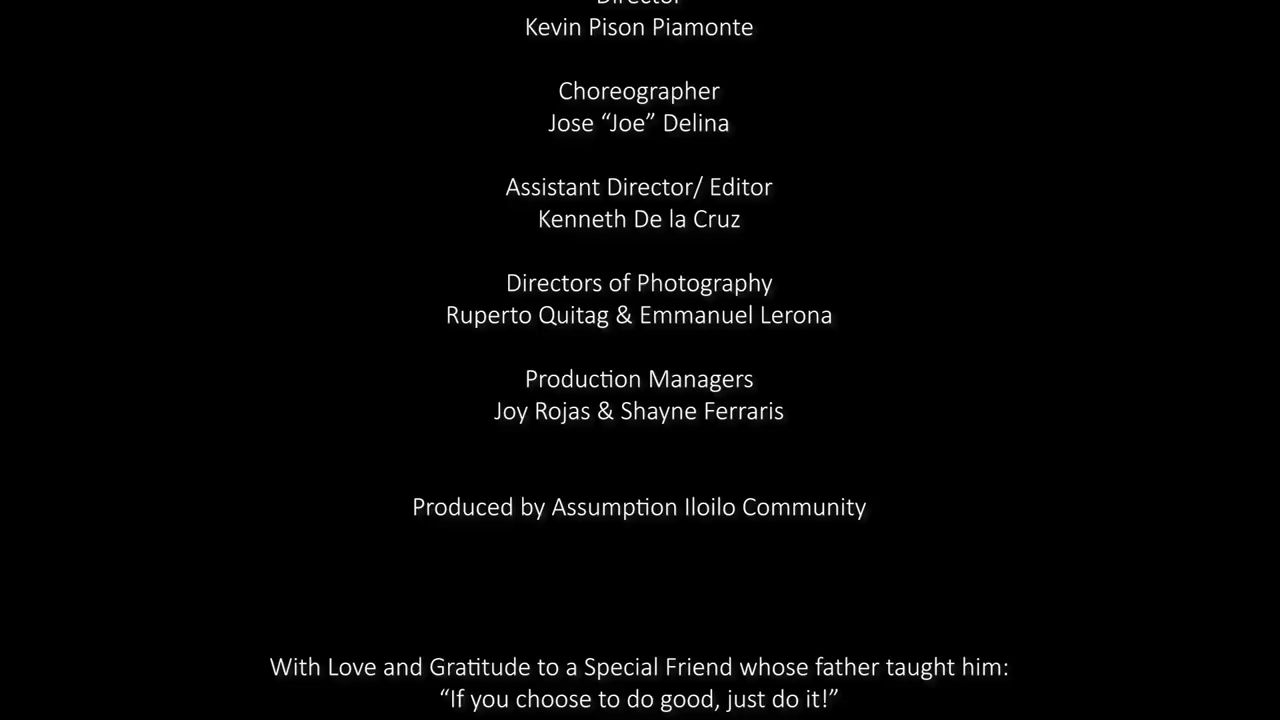 Director
Kevin Pison Piamonte
Choreographer
Jose “Joe” Delina
Assistant Director/ Editor
Kenneth De la Cruz
Directors of Photography
Ruperto Quitag & Emmanuel Lerona
Production Managers
Joy Rojas & Shayne Ferraris
Produced by Assumption Iloilo Community
With Love and Gratitude to a Special Friend whose father taught him:
“If you choose to do good, just do it!”